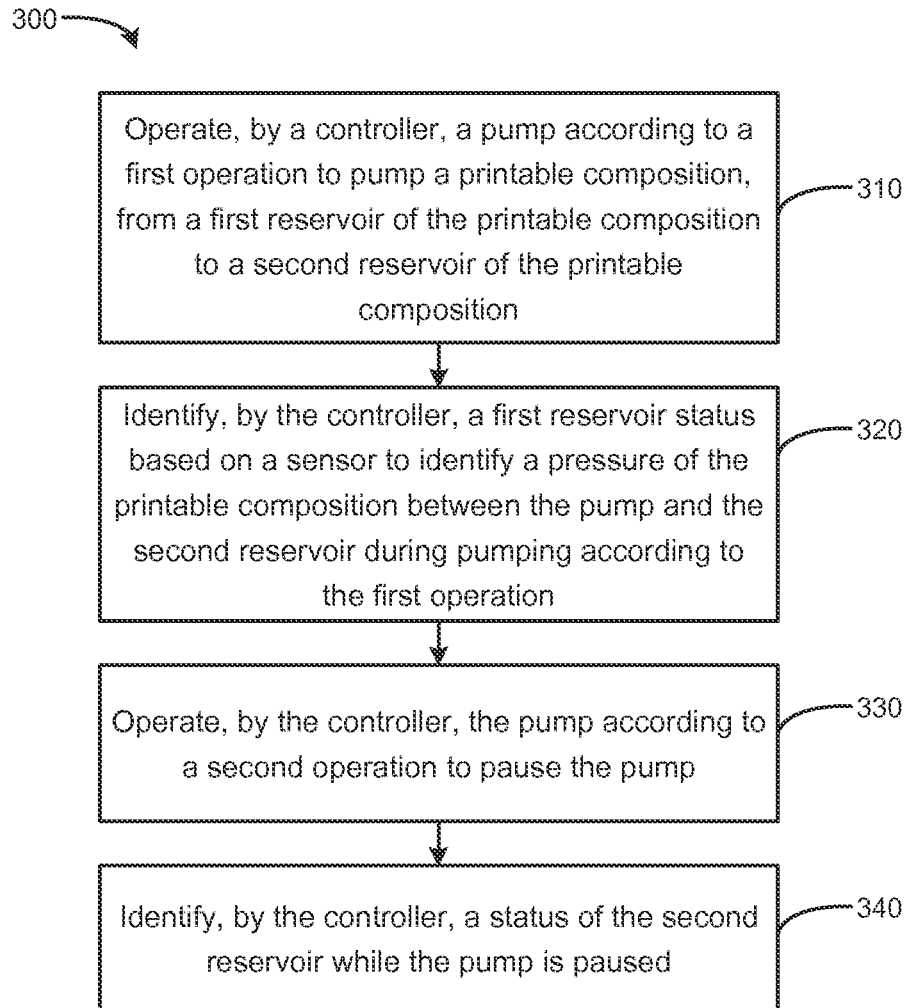 300
Operate, by a controller, a pump according to a
first operation to pump a printable composition,
from a first reservoir of the printable composition
to a second reservoir of the printable
composition
310
Identify, by the controller, a first reservoir status
based on a sensor to identify a pressure of the
printable composition between the pump and the
second reservoir during pumping according to
the first operation
320
Operate, by the controller, the pump according to
a second operation to pause the pump
330
Identify, by the controller, a status of the second
reservoir while the pump is paused
340